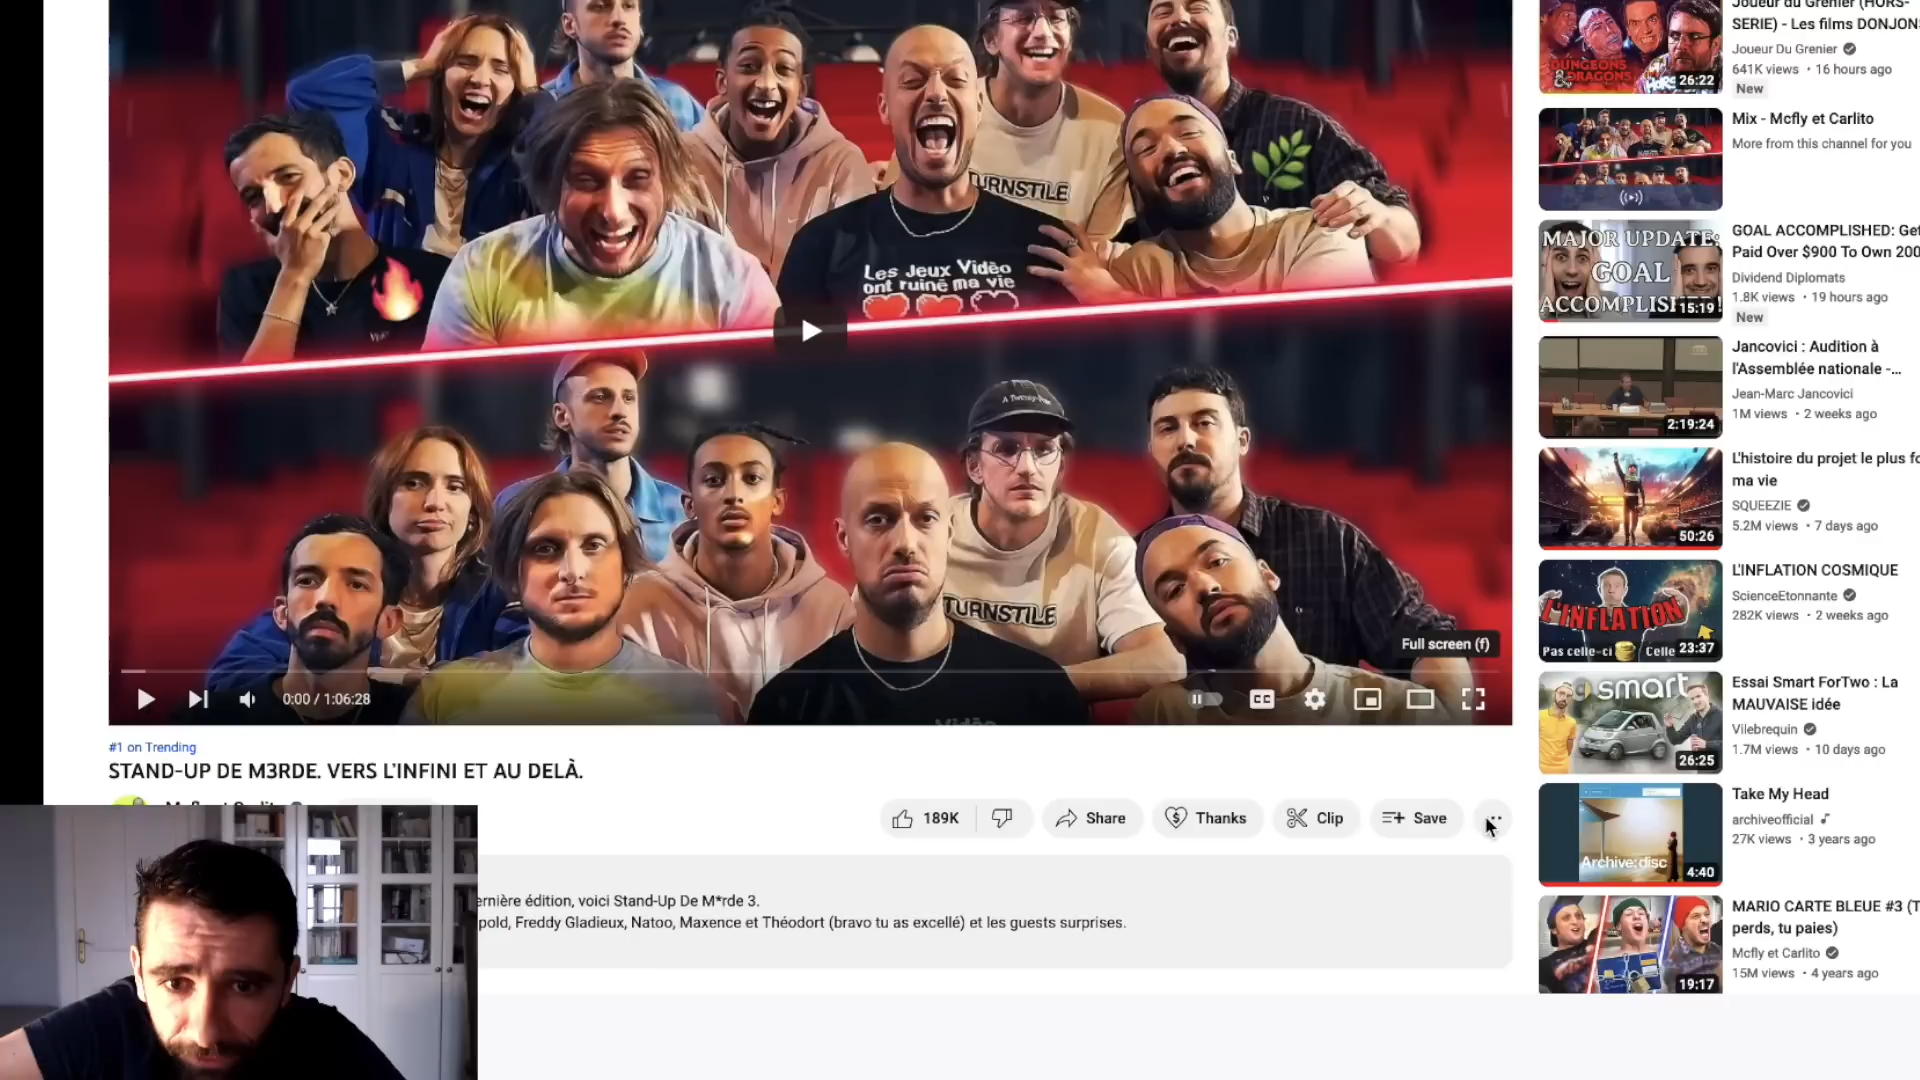 TURNSTILE
Les Jeux Vidèo
ont ruiné ma vie
A Twenty-Four
TURNSTILE
Vidèo
Full screen (f)
0:00 / 1:06:28
CC
#1 on Trending
STAND-UP DE M3RDE. VERS L'INFINI ET AU DELÀ.
189K
Share
Thanks
Clip
Save
ernière édition, voici Stand-Up De M*rde 3.
pold, Freddy Gladieux, Natoo, Maxence et Théodort (bravo tu as excellé) et les guests surprises.
Joueur du Grenier (HORS-
SERIE) - Les films DONJON
Joueur Du Grenier
641K views • 16 hours ago
New
DUNGEONS
& DRAGONS
26:22
Mix - Mcfly et Carlito
More from this channel for you
MAJOR UPDATE:
GOAL
ACCOMPLIS
15:19
GOAL ACCOMPLISHED: Get
Paid Over $900 To Own 200
Dividend Diplomats
1.8K views • 19 hours ago
New
2:19:24
Jancovici : Audition à
l'Assemblée nationale -...
Jean-Marc Jancovici
1M views • 2 weeks ago
50:26
L'histoire du projet le plus fo
ma vie
SQUEEZIE
5.2M views • 7 days ago
L'INFLATION
Pas celle-ci
Celle
23:37
L'INFLATION COSMIQUE
ScienceEtonnante
282K views • 2 weeks ago
smart
26:25
Essai Smart ForTwo : La
MAUVAISE idée
Vilebrequin
1.7M views • 10 days ago
Archive:disc
4:40
Take My Head
archiveofficial
27K views • 3 years ago
19:17
MARIO CARTE BLEUE #3 (T
perds, tu paies)
Mcfly et Carlito
15M views • 4 years ago